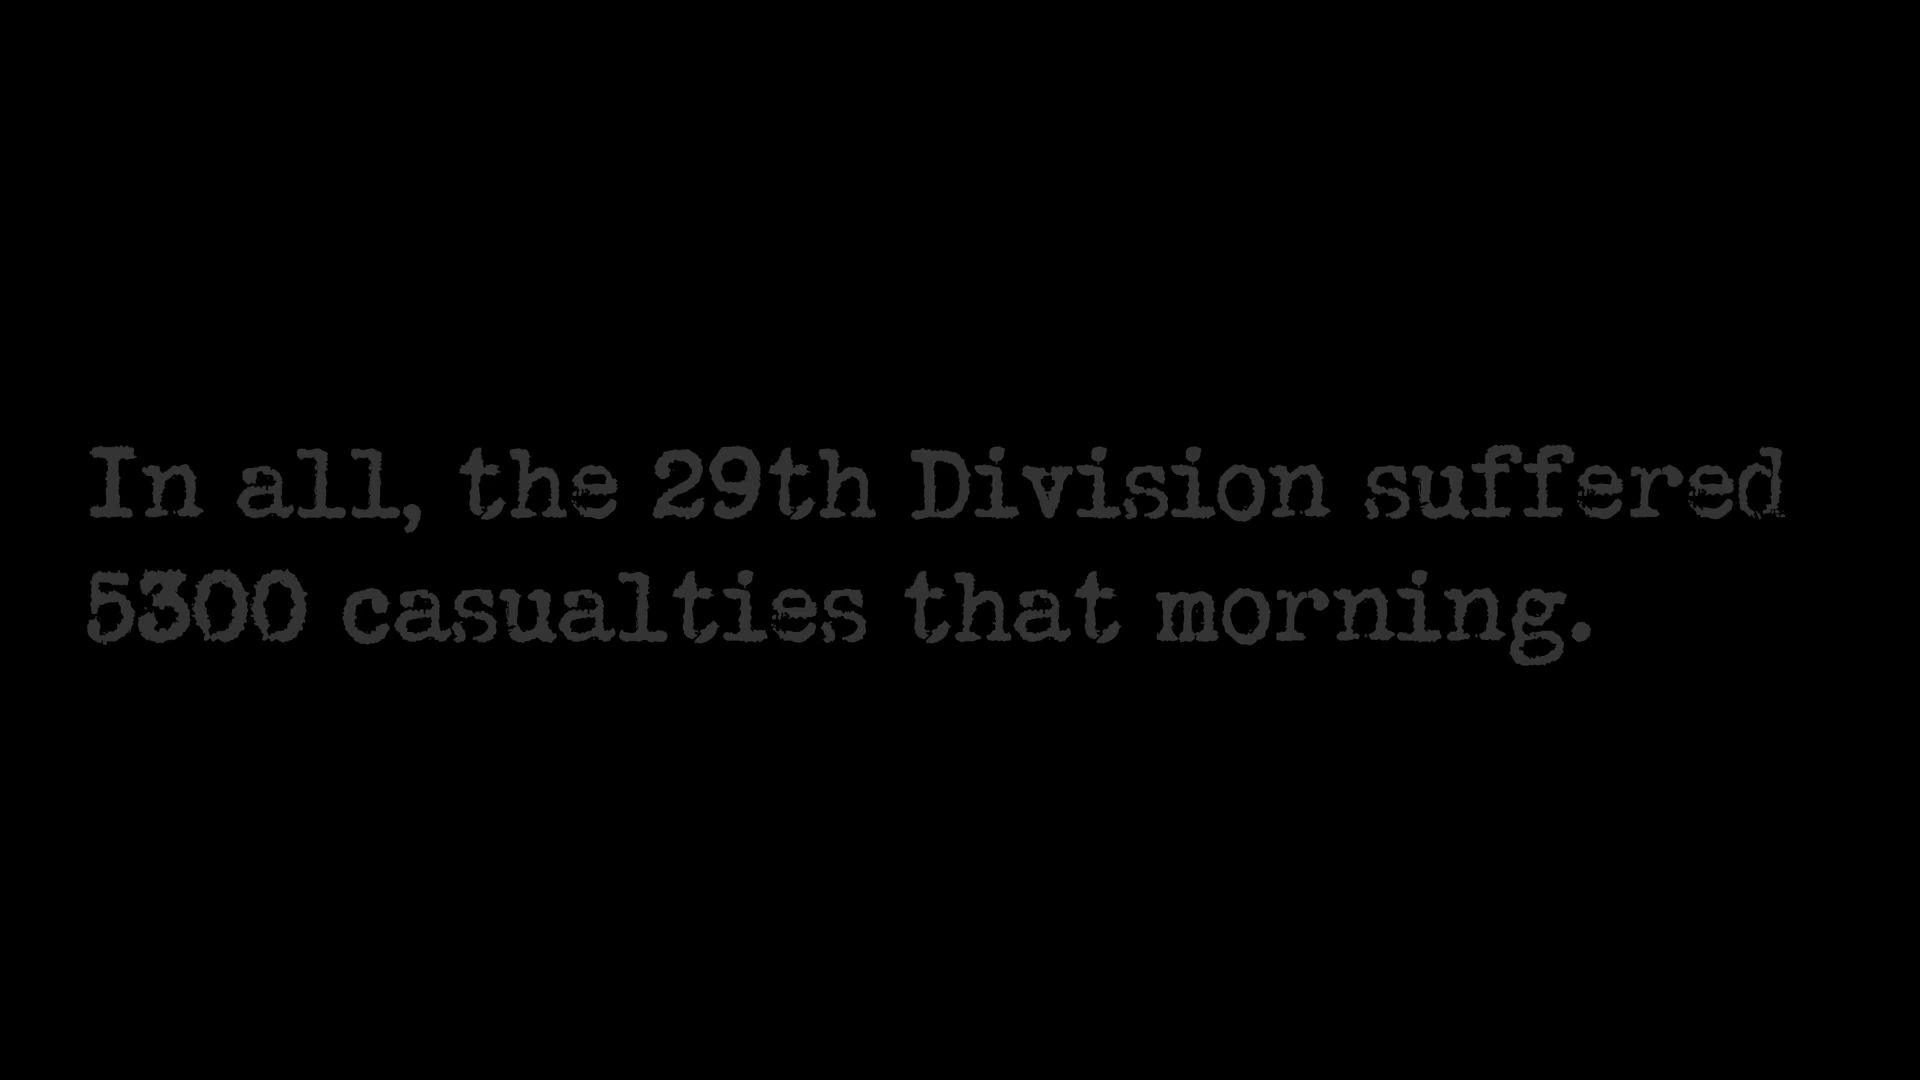 In all, the 29th Division suffered
5300 casualties that morning.